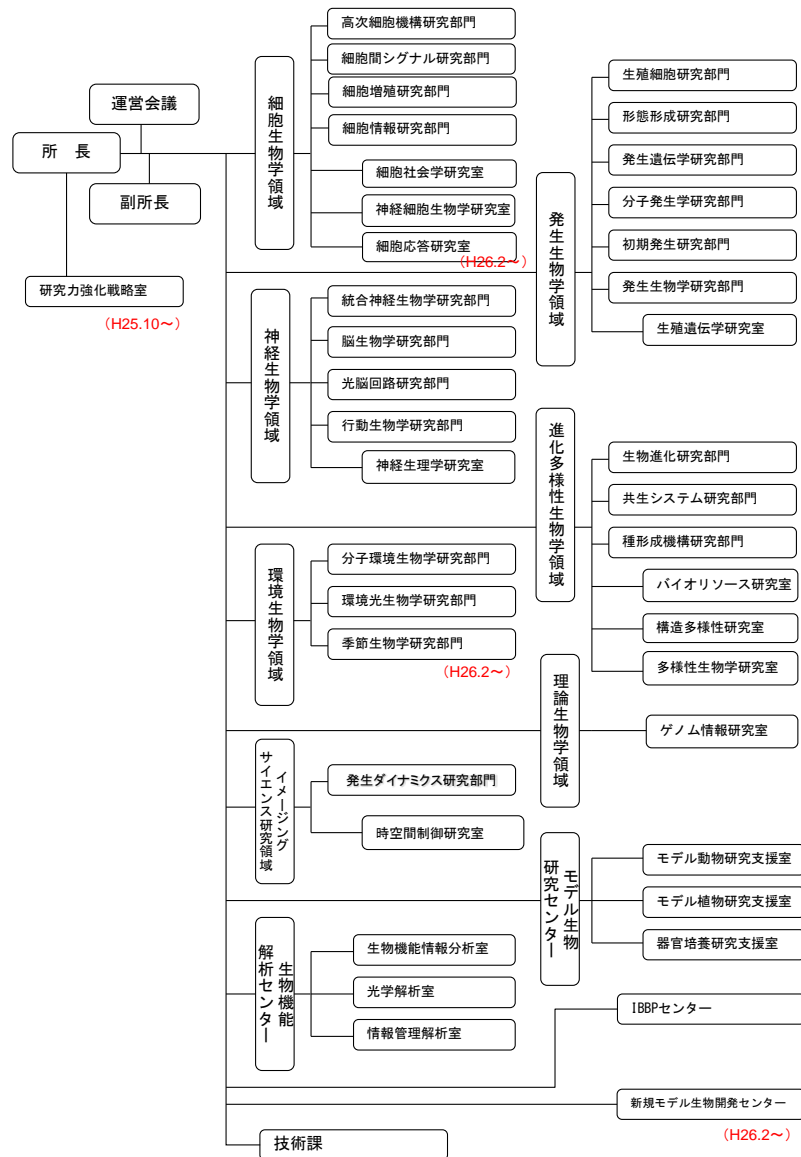 運営会議
所　長
副所長
研究力強化戦略室
（H25.10～）
細胞生物学領域
高次細胞機構研究部門
細胞間シグナル研究部門
細胞増殖研究部門
細胞情報研究部門
細胞社会学研究室
神経細胞生物学研究室
細胞応答研究室
（H26.2～）
発生生物学領域
生殖細胞研究部門
形態形成研究部門
発生遺伝学研究部門
分子発生学研究部門
初期発生研究部門
発生生物学研究部門
生殖遺伝学研究室
神経生物学領域
統合神経生物学研究部門
脳生物学研究部門
光脳回路研究部門
行動生物学研究部門
神経生理学研究室
進化多様性生物学領域
生物進化研究部門
共生システム研究部門
種形成機構研究部門
バイオリソース研究室
構造多様性研究室
多様性生物学研究室
環境生物学領域
分子環境生物学研究部門
環境光生物学研究部門
季節生物学研究部門
（H26.2～）
理論生物学領域
ゲノム情報研究室
イメージング
サイエンス研究領域
発生ダイナミクス研究部門
時空間制御研究室
モデル生物
研究センター
モデル動物研究支援室
モデル植物研究支援室
器官培養研究支援室
生物機能
解析センター
生物機能情報分析室
光学解析室
情報管理解析室
IBBPセンター
新規モデル生物開発センター
（H26.2～）
技術課